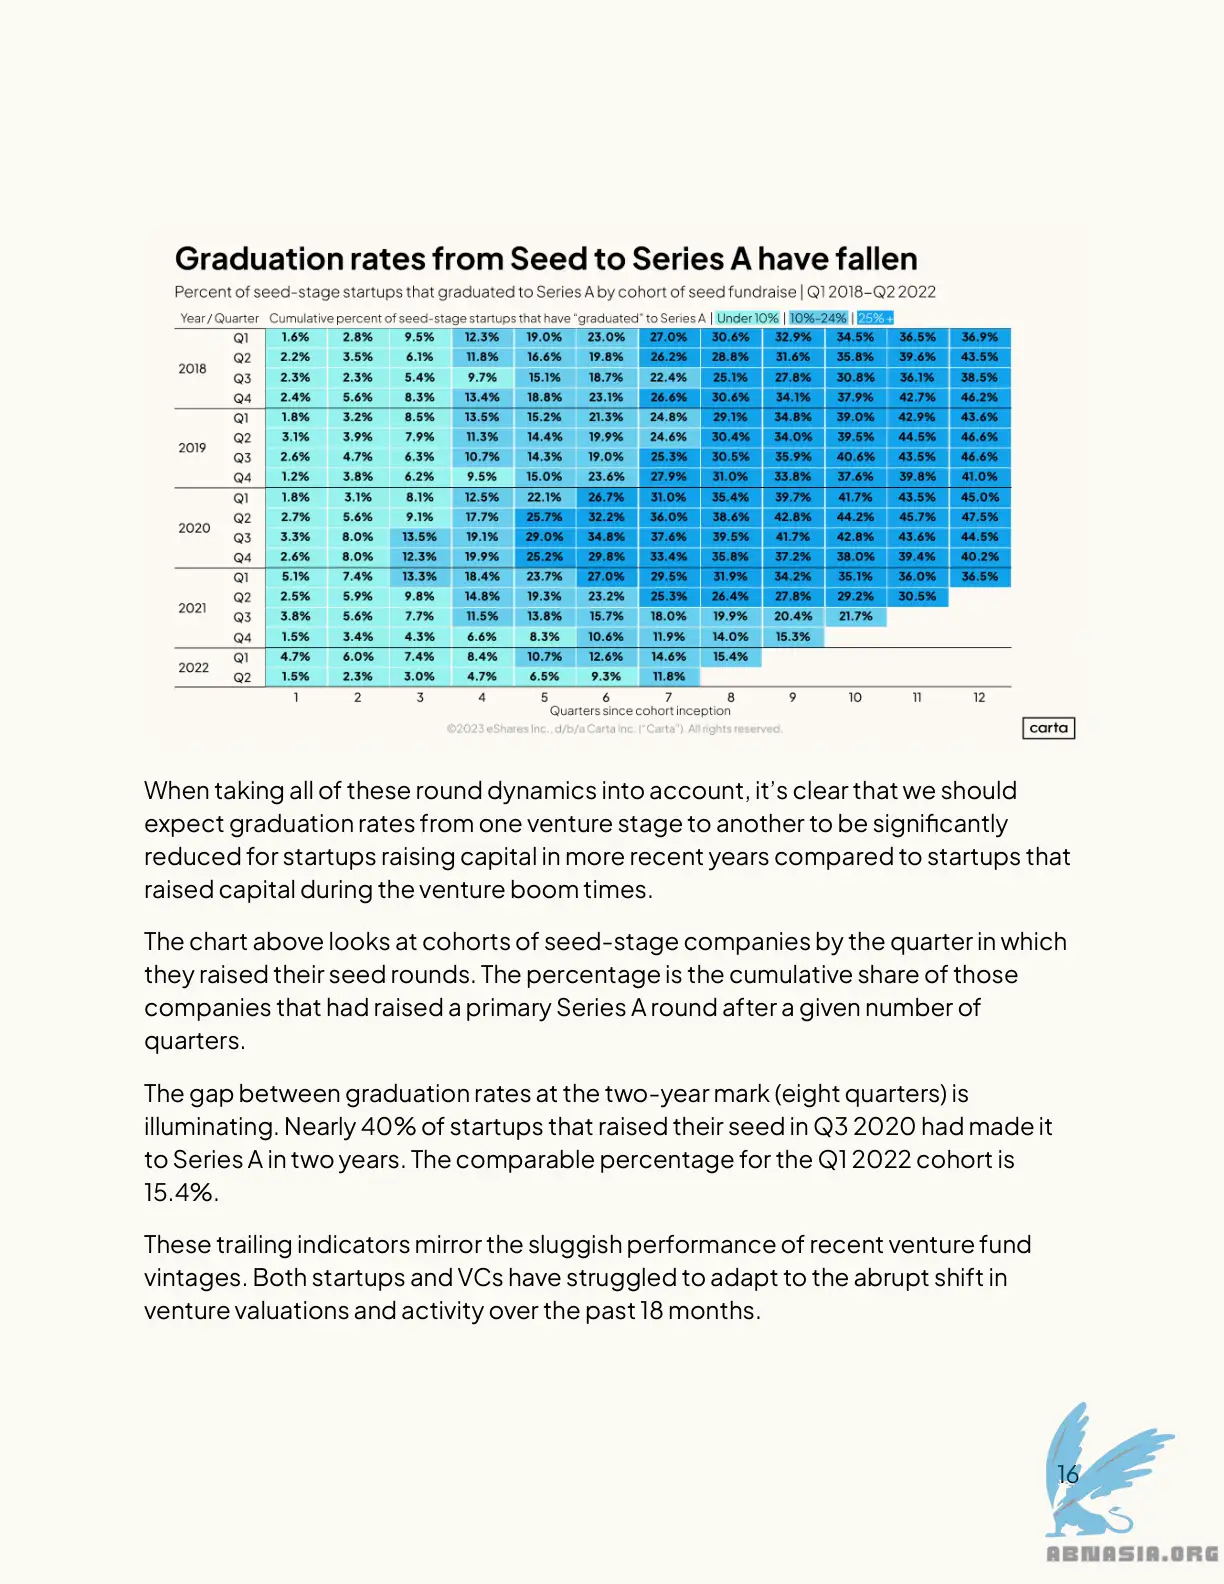 Graduation rates from Seed to Series A have fallen
Percent of seed-stage startups that graduated to Series A by cohort of seed fundraise | Q1 2018–Q2 2022
Year / Quarter Cumulative percent of seed-stage startups that have "graduated" to Series A | Under 10% | 10%-24% | 25% +
2018
Q1 1.6% 2.8% 9.5% 12.3% 19.0% 23.0% 27.0% 30.6% 32.9% 34.5% 36.5% 36.9%
Q2 2.2% 3.5% 6.1% 11.8% 16.6% 19.8% 26.2% 28.8% 31.6% 35.8% 39.6% 43.5%
Q3 2.3% 2.3% 5.4% 9.7% 15.1% 18.7% 22.4% 25.1% 27.8% 30.8% 36.1% 38.5%
Q4 2.4% 5.6% 8.3% 13.4% 18.8% 23.1% 26.6% 30.6% 34.1% 37.9% 42.7% 46.2%
2019
Q1 1.8% 3.2% 8.5% 13.5% 15.2% 21.3% 24.8% 29.1% 34.8% 39.0% 42.9% 43.6%
Q2 3.1% 3.9% 7.9% 11.3% 14.4% 19.9% 24.6% 30.4% 34.0% 39.5% 44.5% 46.6%
Q3 2.6% 4.7% 6.3% 10.7% 14.3% 19.0% 25.3% 30.5% 35.9% 40.6% 43.5% 46.6%
Q4 1.2% 3.8% 6.2% 9.5% 15.0% 23.6% 27.9% 31.0% 33.8% 37.6% 39.8% 41.0%
2020
Q1 1.8% 3.1% 8.1% 12.5% 22.1% 26.7% 31.0% 35.4% 39.7% 41.7% 43.5% 45.0%
Q2 2.7% 5.6% 9.1% 17.7% 25.7% 32.2% 36.0% 38.6% 42.8% 44.2% 45.7% 47.5%
Q3 3.3% 8.0% 13.5% 19.1% 29.0% 34.8% 37.6% 39.5% 41.7% 42.8% 43.6% 44.5%
Q4 2.6% 8.0% 12.3% 19.9% 25.2% 29.8% 33.4% 35.8% 37.2% 38.0% 39.4% 40.2%
2021
Q1 5.1% 7.4% 13.3% 18.4% 23.7% 27.0% 29.5% 31.9% 34.2% 35.1% 36.0% 36.5%
Q2 2.5% 5.9% 9.8% 14.8% 19.3% 23.2% 25.3% 26.4% 27.8% 29.2% 30.5%
Q3 3.8% 5.6% 7.7% 11.5% 13.8% 15.7% 18.0% 19.9% 20.4% 21.7%
Q4 1.5% 3.4% 4.3% 6.6% 8.3% 10.6% 11.9% 14.0% 15.3%
2022
Q1 4.7% 6.0% 7.4% 8.4% 10.7% 12.6% 14.6% 15.4%
Q2 1.5% 2.3% 3.0% 4.7% 6.5% 9.3% 11.8%
1 2 3 4 5 6 7 8 9 10 11 12
Quarters since cohort inception
©2023 eShares Inc., d/b/a Carta Inc. ("Carta"). All rights reserved.
carta
When taking all of these round dynamics into account, it's clear that we should
expect graduation rates from one venture stage to another to be significantly
reduced for startups raising capital in more recent years compared to startups that
raised capital during the venture boom times.
The chart above looks at cohorts of seed-stage companies by the quarter in which
they raised their seed rounds. The percentage is the cumulative share of those
companies that had raised a primary Series A round after a given number of
quarters.
The gap between graduation rates at the two-year mark (eight quarters) is
illuminating. Nearly 40% of startups that raised their seed in Q3 2020 had made it
to Series A in two years. The comparable percentage for the Q1 2022 cohort is
15.4%.
These trailing indicators mirror the sluggish performance of recent venture fund
vintages. Both startups and VCs have struggled to adapt to the abrupt shift in
venture valuations and activity over the past 18 months.
16
ABNASIA.ORG